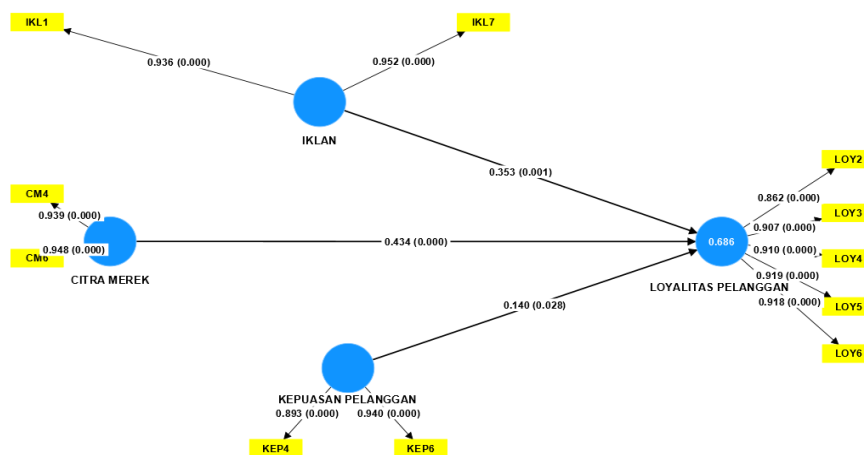 IKL1
IKL7
0.936 (0.000)
0.952 (0.000)
IKLAN
0.353 (0.001)
LOY2
0.862 (0.000)
CM4
0.939 (0.000)
LOY3
0.907 (0.000)
0.948 (0.000)
CM6
0.434 (0.000)
0.686
0.910 (0.000)
LOY4
CITRA MEREK
LOYALITAS PELANGGAN
0.919 (0.000)
0.918 (0.000)
LOY5
0.140 (0.028)
LOY6
KEPUASAN PELANGGAN
0.893 (0.000)
0.940 (0.000)
KEP4
KEP6